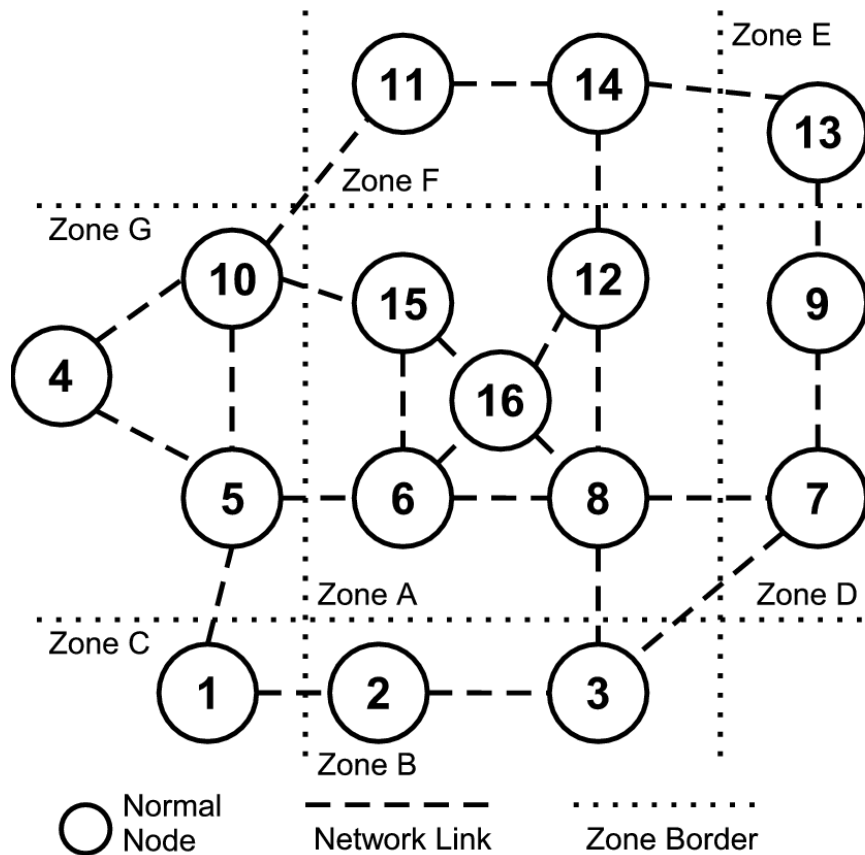 Zone E
11
14
13
Zone F
Zone G
10
15
12
9
4
16
5
6
8
7
Zone A
Zone D
Zone C
1
2
3
Zone B
Normal
Node
Network Link
Zone Border